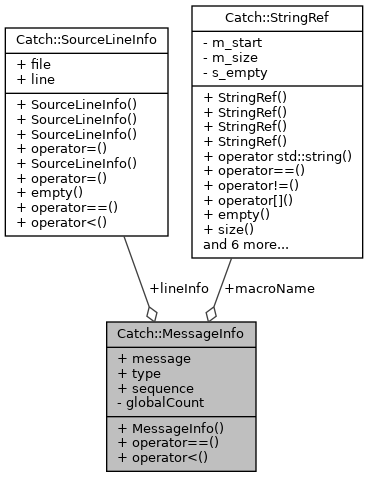 Catch::SourceLineInfo
+ file
+ line
+ SourceLineInfo()
+ SourceLineInfo()
+ SourceLineInfo()
+ operator=()
+ SourceLineInfo()
+ operator=()
+ empty()
+ operator==()
+ operator<()
Catch::StringRef
- m_start
- m_size
- s_empty
+ StringRef()
+ StringRef()
+ StringRef()
+ StringRef()
+ operator std::string()
+ operator==()
+ operator!=()
+ operator[]()
+ empty()
+ size()
and 6 more...
+lineInfo
+macroName
Catch::MessageInfo
+ message
+ type
+ sequence
- globalCount
+ MessageInfo()
+ operator==()
+ operator<()